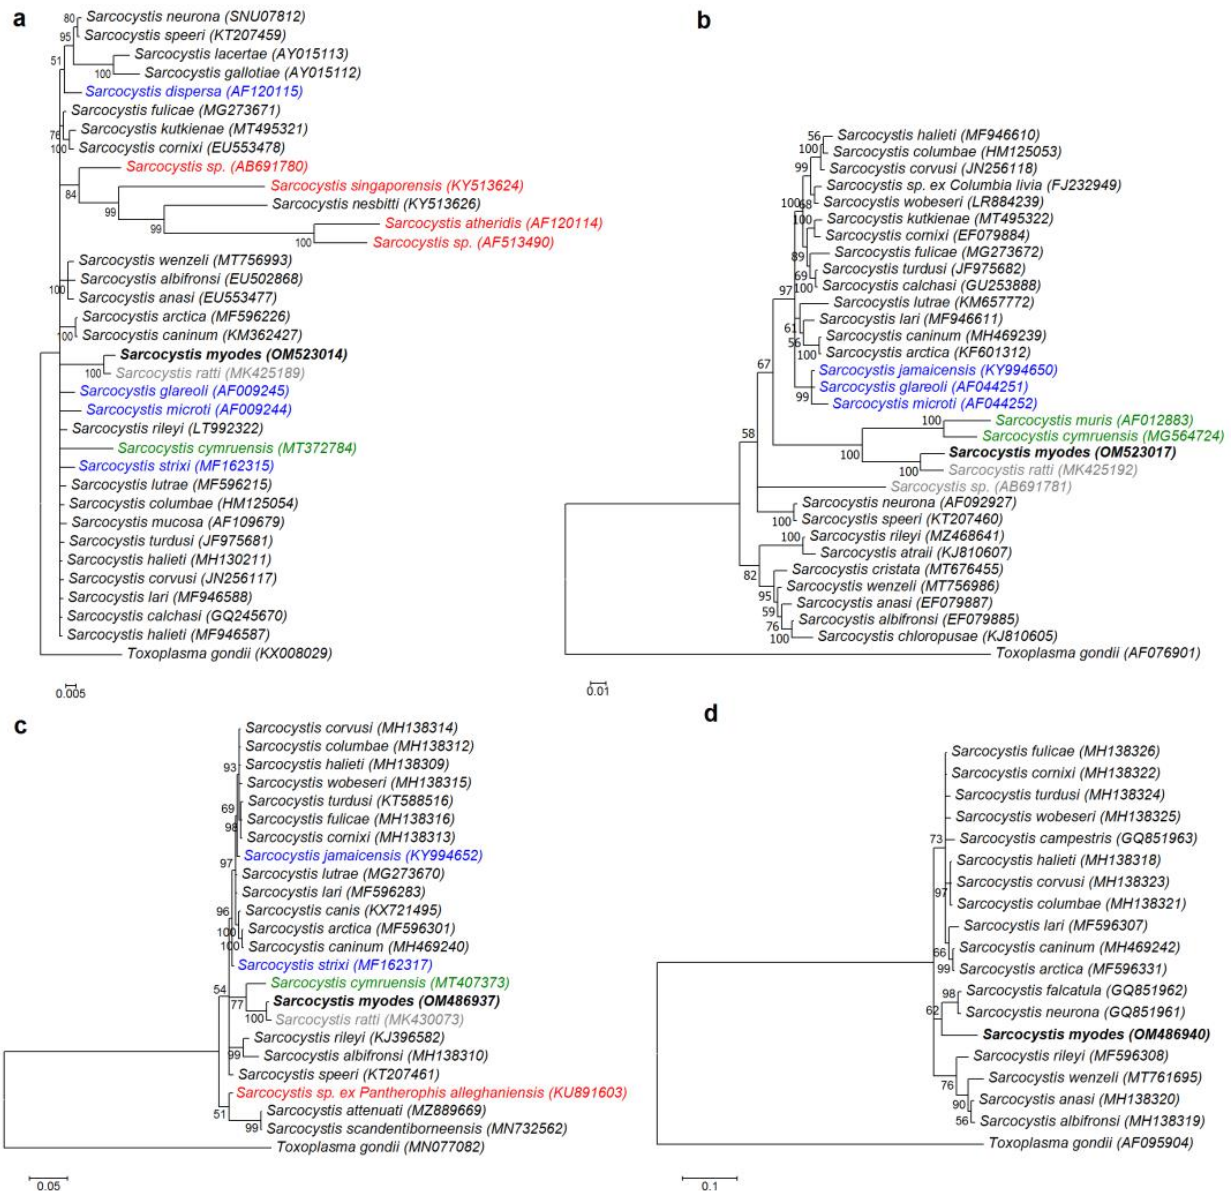 a
80
Sarcocystis neurona (SNU07812)
95
Sarcocystis speeri (KT207459)
51
Sarcocystis lacertae (AY015113)
100
Sarcocystis gallotiae (AY015112)
Sarcocystis dispersa (AF120115)
Sarcocystis fulicae (MG273671)
76
Sarcocystis kutkienae (MT495321)
100
Sarcocystis cornixi (EU553478)
Sarcocystis sp. (AB691780)
84
Sarcocystis singaporensis (KY513624)
99
Sarcocystis nesbitti (KY513626)
99
Sarcocystis atheridis (AF120114)
100
Sarcocystis sp. (AF513490)
Sarcocystis wenzeli (MT756993)
Sarcocystis albifronsi (EU502868)
100
Sarcocystis anasi (EU553477)
Sarcocystis arctica (MF596226)
100
Sarcocystis caninum (KM362427)
Sarcocystis myodes (OM523014)
100
Sarcocystis ratti (MK425189)
Sarcocystis glareoli (AF009245)
Sarcocystis microti (AF009244)
Sarcocystis rileyi (LT992322)
Sarcocystis cymruensis (MT372784)
Sarcocystis strixi (MF162315)
Sarcocystis lutrae (MF596215)
Sarcocystis columbae (HM125054)
Sarcocystis mucosa (AF109679)
Sarcocystis turdusi (JF975681)
Sarcocystis halieti (MH130211)
Sarcocystis corvusi (JN256117)
Sarcocystis lari (MF946588)
Sarcocystis calchasi (GQ245670)
Sarcocystis halieti (MF946587)
Toxoplasma gondii (KX008029)
0.005
b
56
Sarcocystis halieti (MF946610)
100
Sarcocystis columbae (HM125053)
99
Sarcocystis corvusi (JN256118)
Sarcocystis sp. ex Columbia livia (FJ232949)
100
68
Sarcocystis wobeseri (LR884239)
100
Sarcocystis kutkienae (MT495322)
Sarcocystis cornixi (EF079884)
89
Sarcocystis fulicae (MG273672)
69
Sarcocystis turdusi (JF975682)
100
Sarcocystis calchasi (GU253888)
97
Sarcocystis lutrae (KM657772)
61
Sarcocystis lari (MF946611)
56
Sarcocystis caninum (MH469239)
100
Sarcocystis arctica (KF601312)
67
Sarcocystis jamaicensis (KY994650)
Sarcocystis glareoli (AF044251)
99
Sarcocystis microti (AF044252)
100
Sarcocystis muris (AF012883)
58
Sarcocystis cymruensis (MG564724)
100
Sarcocystis myodes (OM523017)
100
Sarcocystis ratti (MK425192)
Sarcocystis sp. (AB691781)
Sarcocystis neurona (AF092927)
100
Sarcocystis speeri (KT207460)
100
Sarcocystis rileyi (MZ468641)
Sarcocystis atraii (KJ810607)
82
Sarcocystis cristata (MT676455)
95
Sarcocystis wenzeli (MT756986)
59
Sarcocystis anasi (EF079887)
76
Sarcocystis albifronsi (EF079885)
100
Sarcocystis chloropusae (KJ810605)
Toxoplasma gondii (AF076901)
0.01
c
Sarcocystis corvusi (MH138314)
Sarcocystis columbae (MH138312)
93
Sarcocystis halieti (MH138309)
Sarcocystis wobeseri (MH138315)
69
Sarcocystis turdusi (KT588516)
98
Sarcocystis fulicae (MH138316)
Sarcocystis cornixi (MH138313)
97
Sarcocystis jamaicensis (KY994652)
Sarcocystis lutrae (MG273670)
Sarcocystis lari (MF596283)
96
Sarcocystis canis (KX721495)
100
Sarcocystis arctica (MF596301)
100
Sarcocystis caninum (MH469240)
Sarcocystis strixi (MF162317)
54
Sarcocystis cymruensis (MT407373)
77
Sarcocystis myodes (OM486937)
100
Sarcocystis ratti (MK430073)
Sarcocystis rileyi (KJ396582)
99
Sarcocystis albifronsi (MH138310)
Sarcocystis speeri (KT207461)
Sarcocystis sp. ex Pantherophis alleghaniensis (KU891603)
51
Sarcocystis attenuati (MZ889669)
99
Sarcocystis scandentiborneensis (MN732562)
Toxoplasma gondii (MN077082)
0.05
d
Sarcocystis fulicae (MH138326)
Sarcocystis cornixi (MH138322)
Sarcocystis turdusi (MH138324)
Sarcocystis wobeseri (MH138325)
73
Sarcocystis campestris (GQ851963)
Sarcocystis halieti (MH138318)
97
Sarcocystis corvusi (MH138323)
Sarcocystis columbae (MH138321)
Sarcocystis lari (MF596307)
66
Sarcocystis caninum (MH469242)
99
Sarcocystis arctica (MF596331)
98
Sarcocystis falcatula (GQ851962)
62
Sarcocystis neurona (GQ851961)
Sarcocystis myodes (OM486940)
Sarcocystis rileyi (MF596308)
76
Sarcocystis wenzeli (MT761695)
90
Sarcocystis anasi (MH138320)
56
Sarcocystis albifronsi (MH138319)
Toxoplasma gondii (AF095904)
0.1